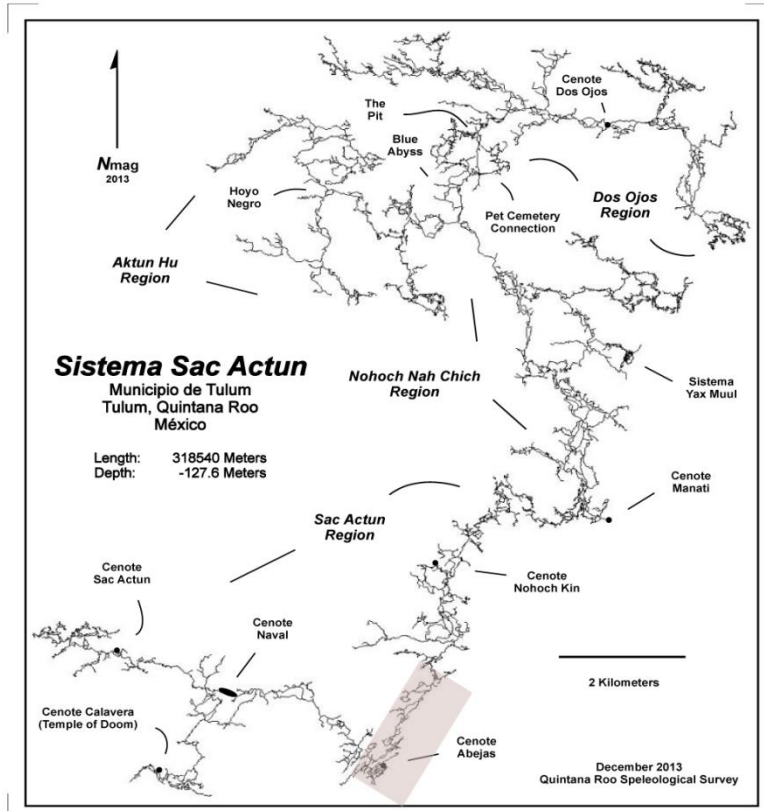 Cenote
Dos Ojos
The
Pit
Blue
Abyss
Nmag
2013
Hoyo
Negro
Pet Cemetery
Connection
Dos Ojos
Region
Aktun Hu
Region
Sistema Sac Actun
Municipio de Tulum
Tulum, Quintana Roo
México
Length: 318540 Meters
Depth: -127.6 Meters
Nohoch Nah Chich
Region
Sistema
Yax Muul
Cenote
Manati
Sac Actun
Region
Cenote
Sac Actun
Cenote
Nohoch Kin
Cenote
Naval
2 Kilometers
Cenote Calavera
(Temple of Doom)
Cenote
Abejas
December 2013
Quintana Roo Speleological Survey